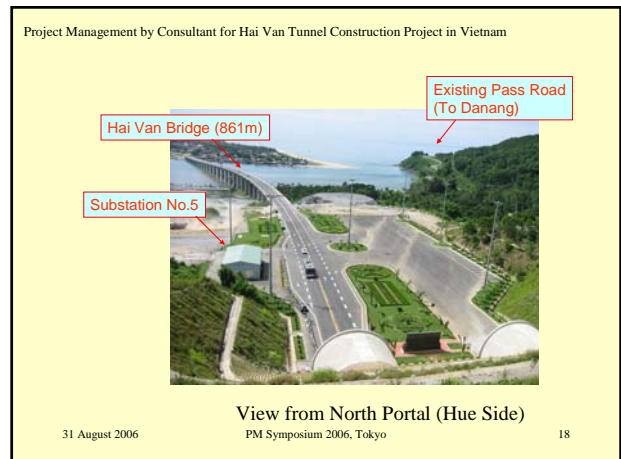 Project Management by Consultant for Hai Van Tunnel Construction Project in Vietnam
Existing Pass Road
(To Danang)
Hai Van Bridge (861m)
Substation No.5
View from North Portal (Hue Side)
31 August 2006
PM Symposium 2006, Tokyo
18